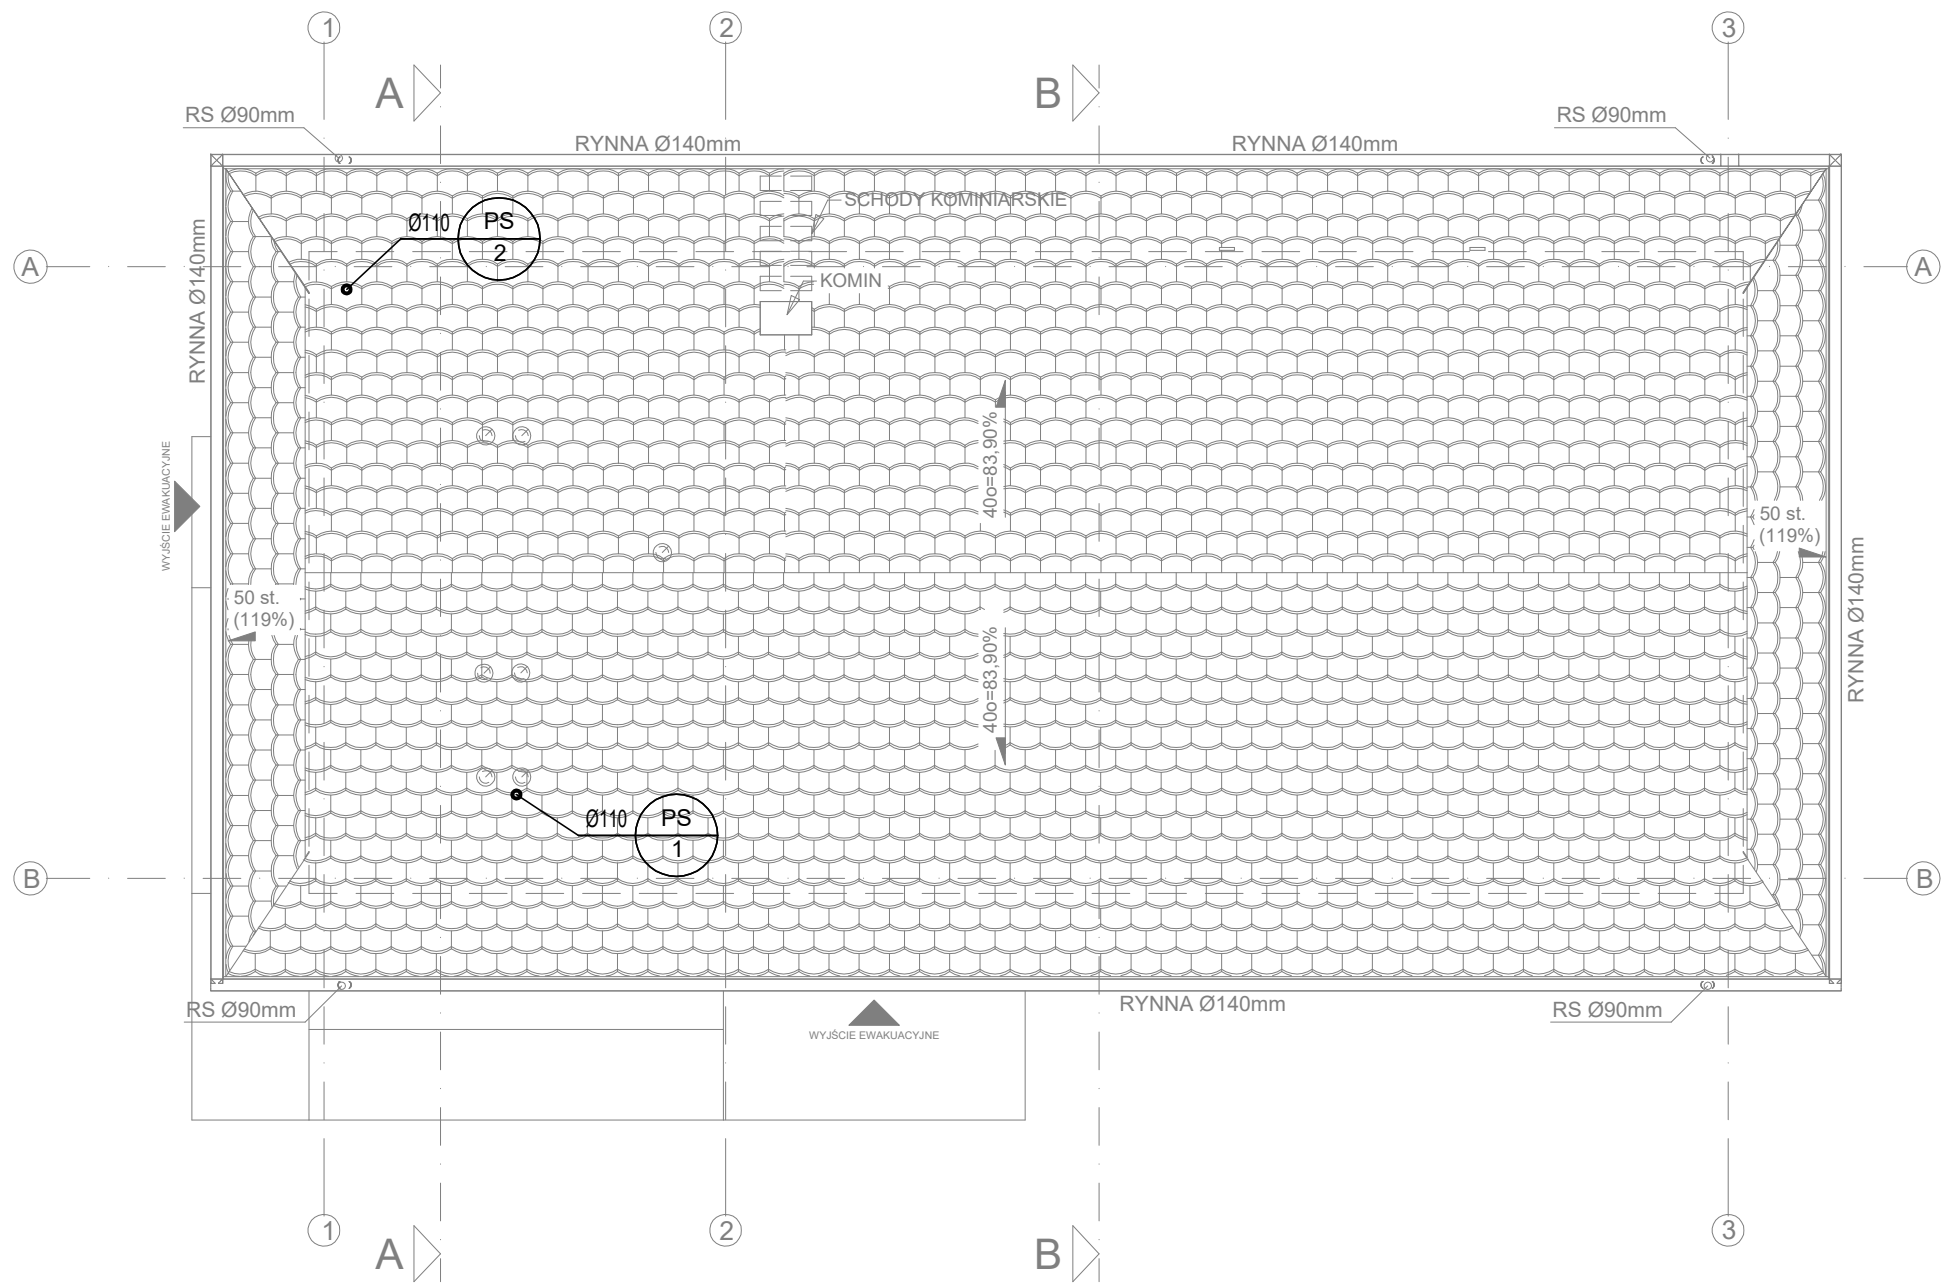 1
2
3
A
B
RS Ø90mm
RS Ø90mm
RYNNA Ø140mm
RYNNA Ø140mm
SCHODY KOMINIARSKIE
Ø110
PS
2
RYNNA Ø140mm
A
A
KOMIN
40o=83,90%
WYJŚCIE EWAKUACYJNE
50 st.
(119%)
50 st.
(119%)
RYNNA Ø140mm
40o=83,90%
Ø110
PS
1
B
B
RS Ø90mm
RYNNA Ø140mm
RS Ø90mm
WYJŚCIE EWAKUACYJNE
1
2
3
A
B